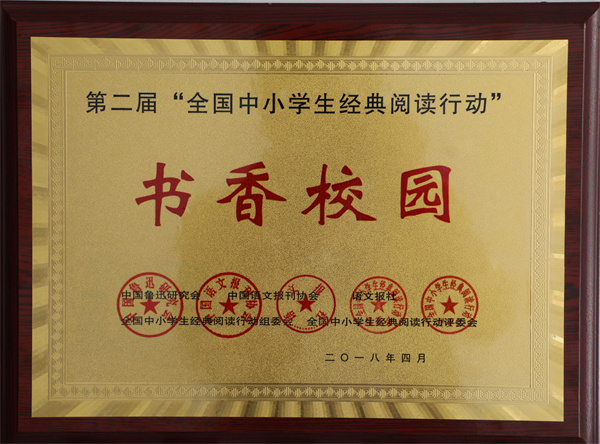 第二届“全国中小学生经典阅读行动”
书香校园
中国鲁迅研究会 中国语文报刊协会 语文报社
全国中小学生经典阅读行动组委会 全国中小学生经典阅读行动评委会
二〇一八年四月